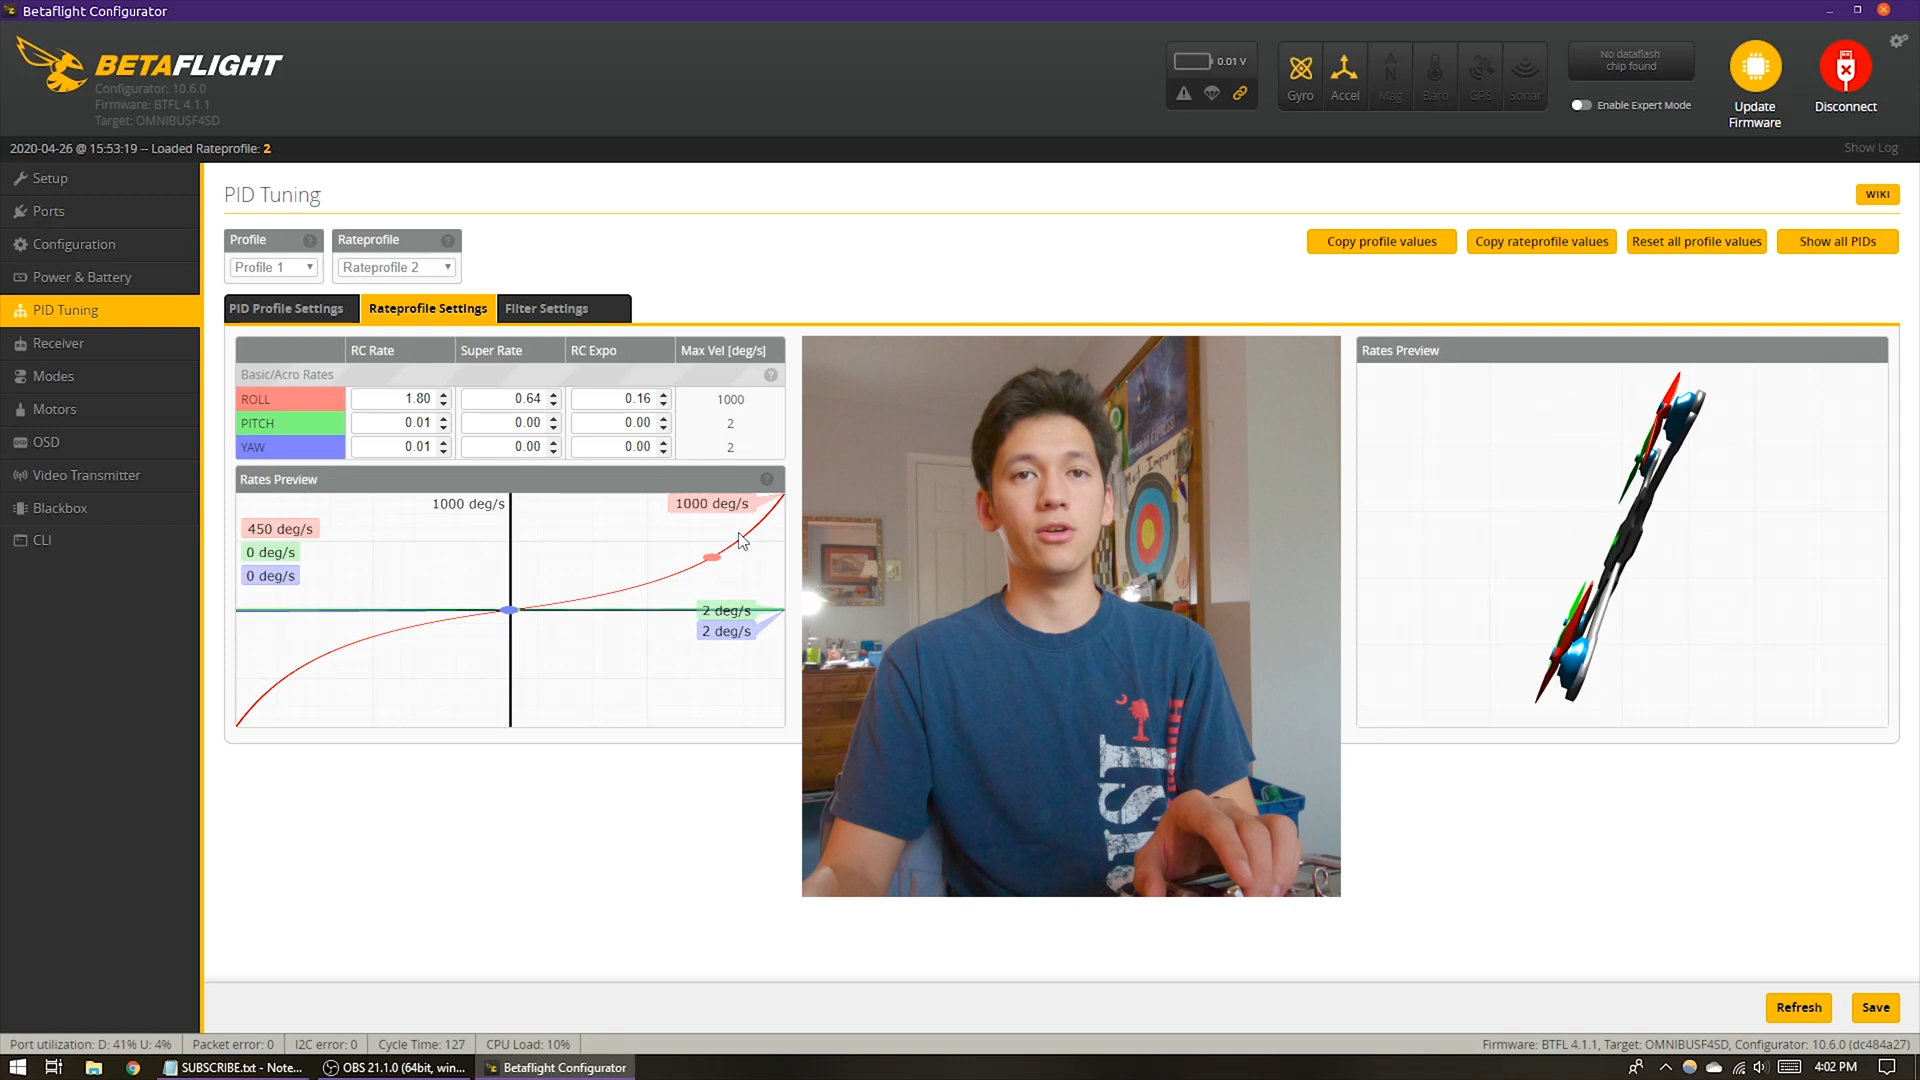 Betaflight Configurator
BETAFLIGHT
Configurator: 10.6.0
Firmware: BTFL 4.1.1
Target: OMNIBUSF4SD
0.01 V
Gyro
Accel
Mag
Baro
GPS
Sonar
No dataflash
chip found
Enable Expert Mode
Update
Firmware
Disconnect
2020-04-26 @ 15:53:19 -- Loaded Rateprofile: 2
Show Log
Setup
Ports
Configuration
Power & Battery
PID Tuning
Receiver
Modes
Motors
OSD
Video Transmitter
Blackbox
CLI
PID Tuning
WIKI
Profile
Rateprofile
Profile 1
Rateprofile 2
Copy profile values
Copy rateprofile values
Reset all profile values
Show all PIDs
PID Profile Settings
Rateprofile Settings
Filter Settings
RC Rate Super Rate RC Expo Max Vel [deg/s]
Basic/Acro Rates
ROLL 1.80 0.64 0.16 1000
PITCH 0.01 0.00 0.00 2
YAW 0.01 0.00 0.00 2
Rates Preview
1000 deg/s
1000 deg/s
450 deg/s
0 deg/s
0 deg/s
2 deg/s
2 deg/s
Rates Preview
Most Improved
Refresh
Save
Port utilization: D: 41% U: 4%
Packet error: 0
I2C error: 0
Cycle Time: 127
CPU Load: 10%
Firmware: BTFL 4.1.1, Target: OMNIBUSF4SD, Configurator: 10.6.0 (dc484a27)
SUBSCRIBE.txt - Note...
OBS 21.1.0 (64bit, win...
Betaflight Configurator
4:02 PM